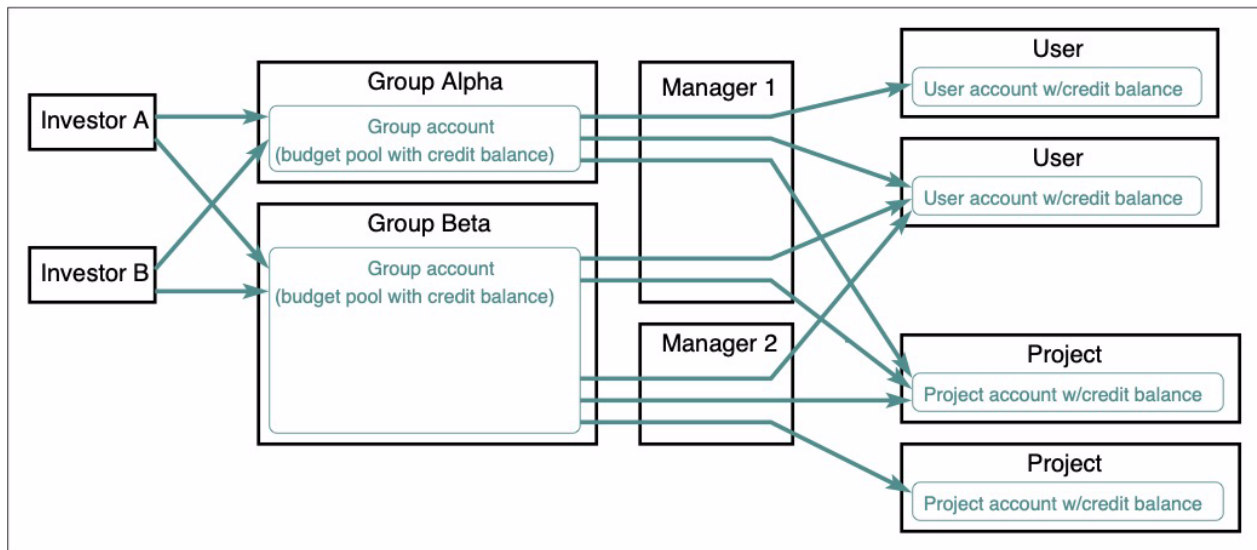 Investor A
Investor B
Group Alpha
Group account
(budget pool with credit balance)
Group Beta
Group account
(budget pool with credit balance)
Manager 1
Manager 2
User
User account w/credit balance
User
User account w/credit balance
Project
Project account w/credit balance
Project
Project account w/credit balance